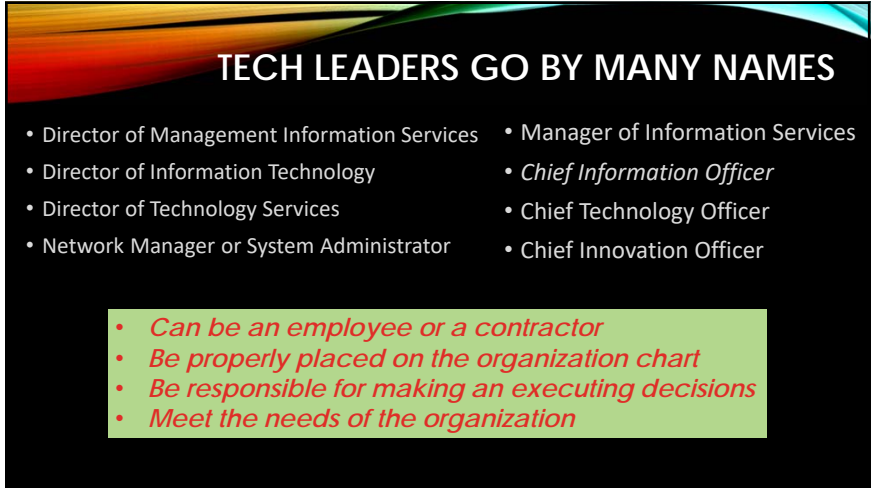 TECH LEADERS GO BY MANY NAMES
• Director of Management Information Services
• Director of Information Technology
• Director of Technology Services
• Network Manager or System Administrator
• Manager of Information Services
• Chief Information Officer
• Chief Technology Officer
• Chief Innovation Officer
• Can be an employee or a contractor
• Be properly placed on the organization chart
• Be responsible for making an executing decisions
• Meet the needs of the organization